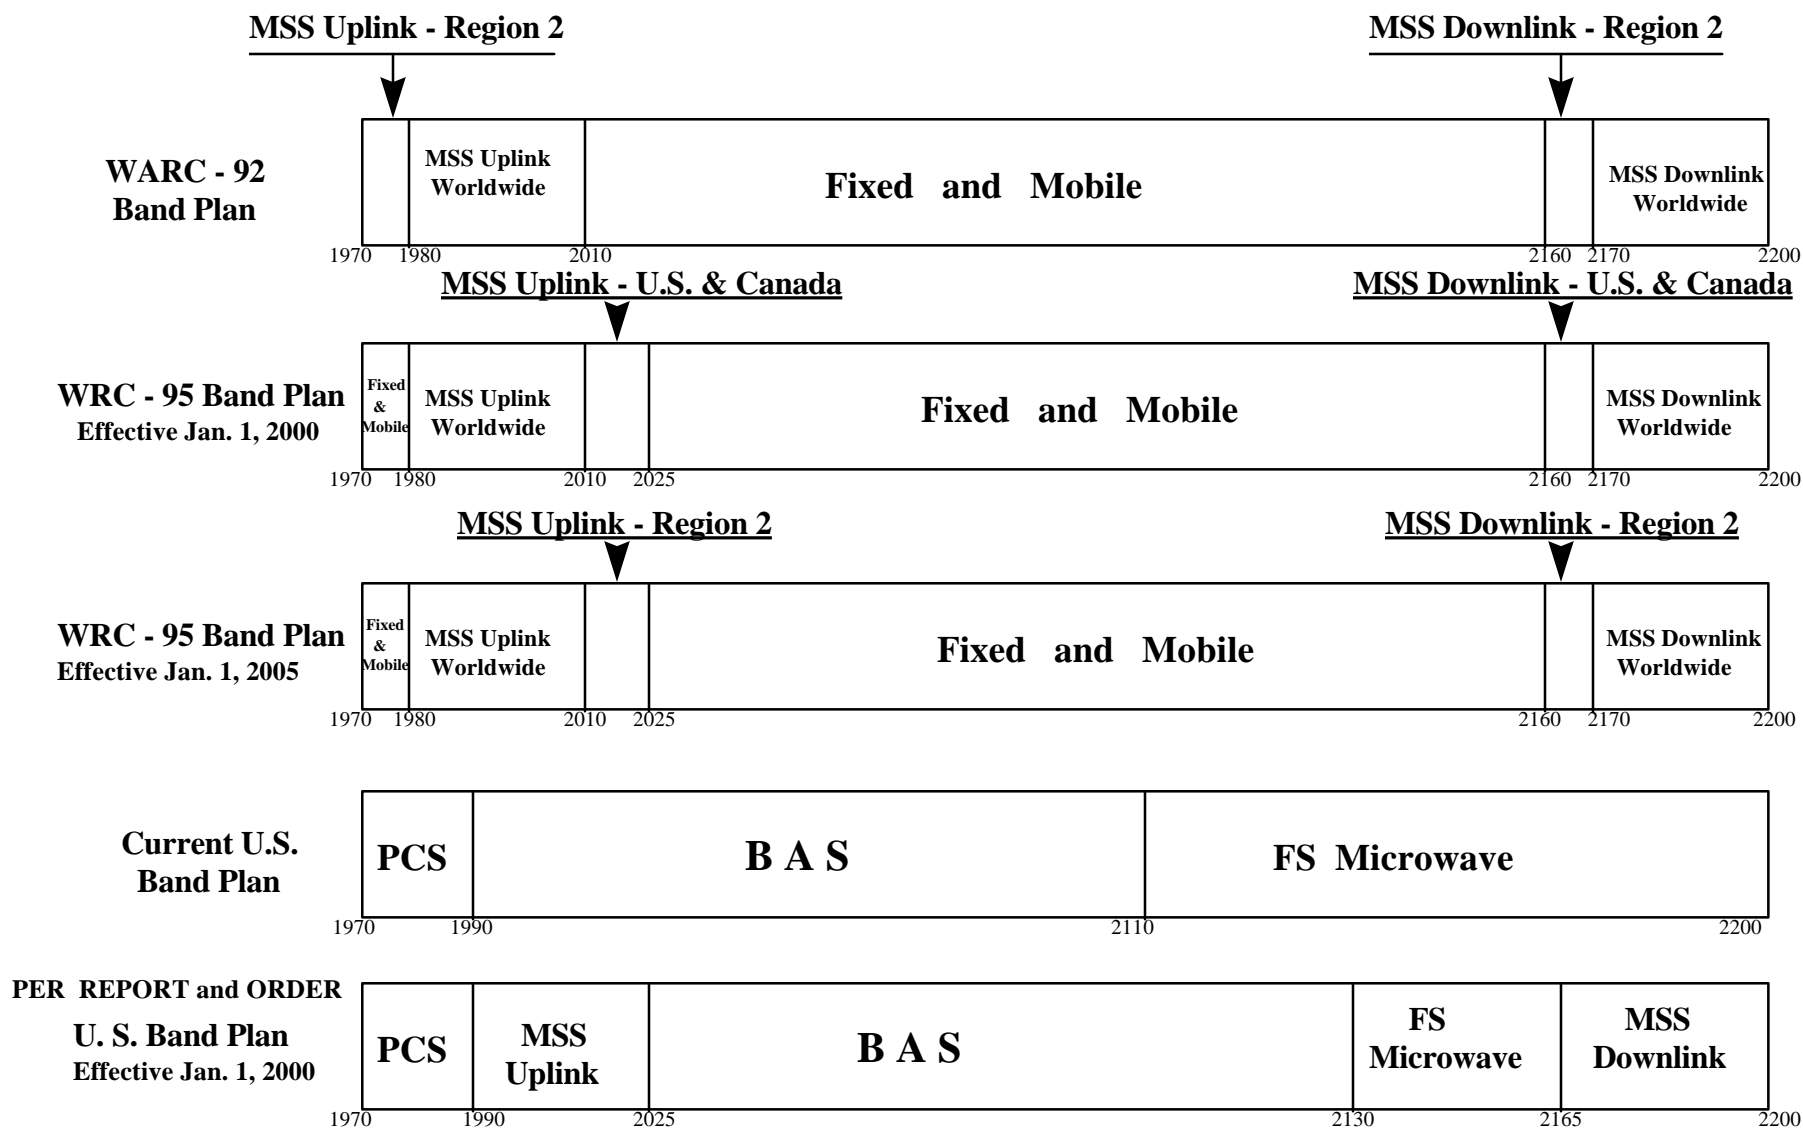 MSS Uplink - Region 2
MSS Downlink - Region 2
WARC - 92
Band Plan
MSS Uplink
Worldwide
Fixed and Mobile
MSS Downlink
Worldwide
1970 1980 2010 2160 2170 2200
MSS Uplink - U.S. & Canada
MSS Downlink - U.S. & Canada
WRC - 95 Band Plan
Effective Jan. 1, 2000
Fixed
&
Mobile
MSS Uplink
Worldwide
Fixed and Mobile
MSS Downlink
Worldwide
1970 1980 2010 2025 2160 2170 2200
MSS Uplink - Region 2
MSS Downlink - Region 2
WRC - 95 Band Plan
Effective Jan. 1, 2005
Fixed
&
Mobile
MSS Uplink
Worldwide
Fixed and Mobile
MSS Downlink
Worldwide
1970 1980 2010 2025 2160 2170 2200
Current U.S.
Band Plan
PCS
B A S
FS Microwave
1970 1990 2110 2200
PER REPORT and ORDER
U. S. Band Plan
Effective Jan. 1, 2000
PCS
MSS
Uplink
B A S
FS
Microwave
MSS
Downlink
1970 1990 2025 2130 2165 2200